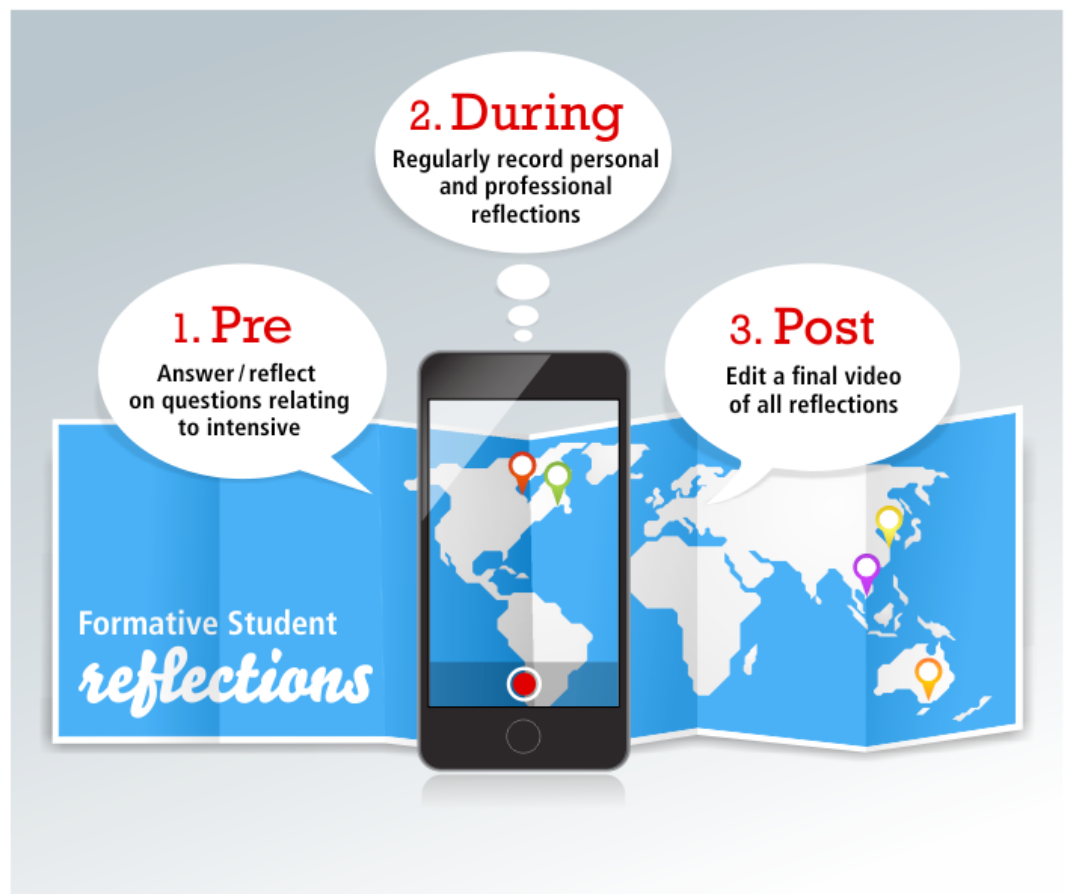 1. Pre
Answer/reflect
on questions relating
to intensive
2. During
Regularly record personal
and professional
reflections
3. Post
Edit a final video
of all reflections
Formative Student
reflections